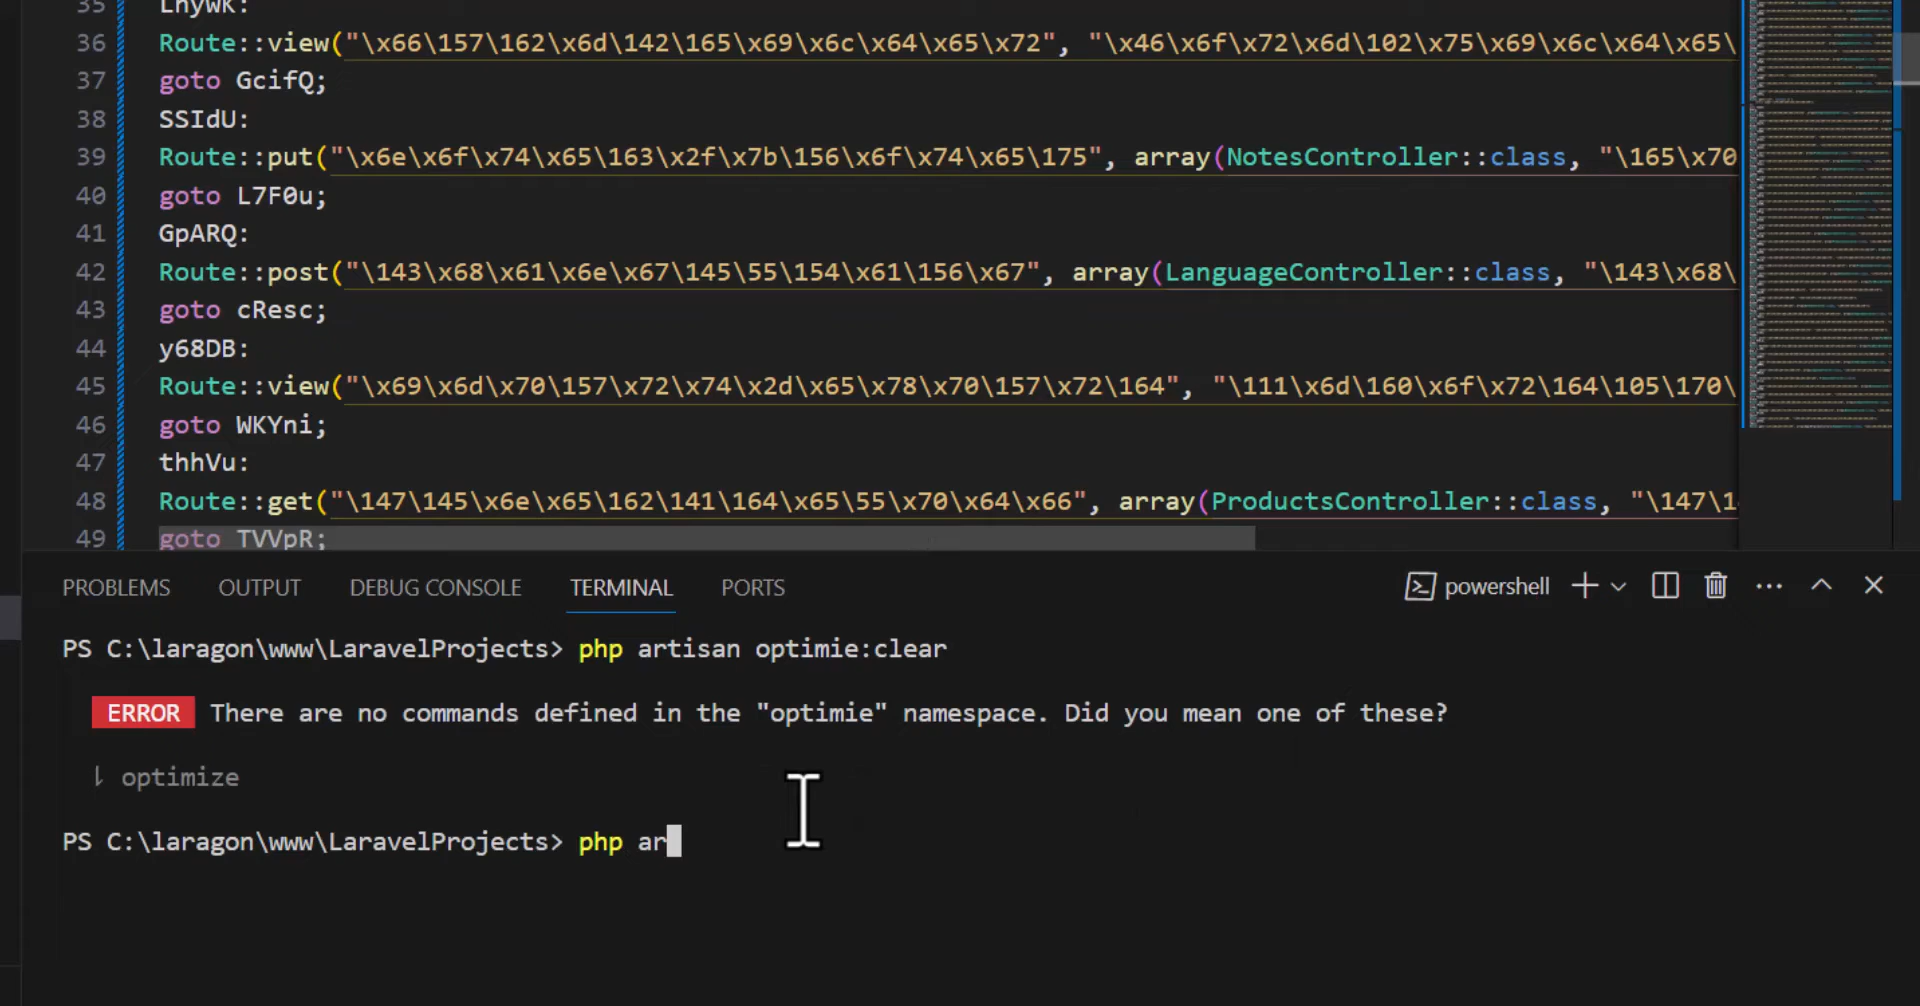 35 LhywK:
36 Route::view("\x66\157\162\x6d\142\165\x69\x6c\x64\x65\x72", "\x46\x6f\x72\x6d\102\x75\x69\x6c\x64\x65\
37 goto GcifQ;
38 SSIdU:
39 Route::put("\x6e\x6f\x74\x65\163\x2f\x7b\156\x6f\x74\x65\175", array(NotesController::class, "\165\x70
40 goto L7F0u;
41 GpARQ:
42 Route::post("\143\x68\x61\x6e\x67\145\55\154\x61\156\x67", array(LanguageController::class, "\143\x68\
43 goto cResc;
44 y68DB:
45 Route::view("\x69\x6d\x70\157\x72\x74\x2d\x65\x78\x70\157\x72\164", "\111\x6d\160\x6f\x72\164\105\170\
46 goto WKYni;
47 thhVu:
48 Route::get("\147\145\x6e\x65\162\141\164\x65\55\x70\x64\x66", array(ProductsController::class, "\147\1
49 goto TVVpR;
PROBLEMS OUTPUT DEBUG CONSOLE TERMINAL PORTS powershell
PS C:\laragon\www\LaravelProjects> php artisan optimie:clear
ERROR There are no commands defined in the "optimie" namespace. Did you mean one of these?
⇂ optimize
PS C:\laragon\www\LaravelProjects> php ar